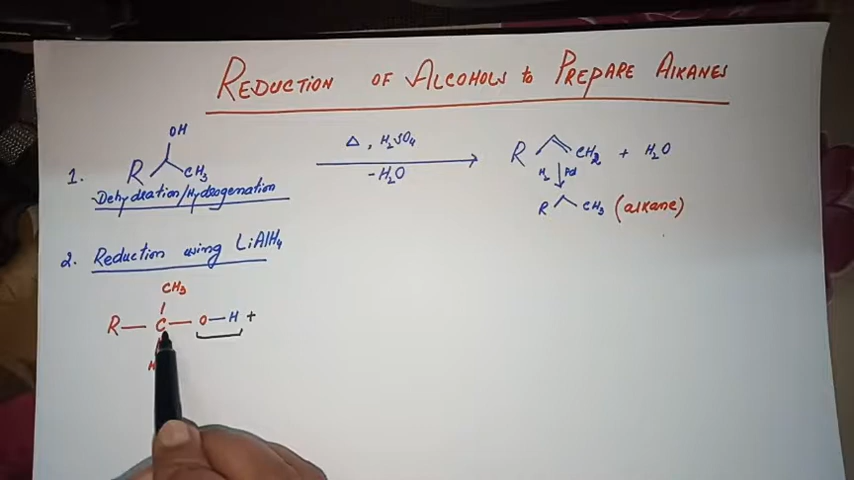 REDUCTION OF ALCOHOLS to PREPARE ALKANES
OH
1. R CH3 Δ, H2SO4 R CH2 + H2O
-H2O
H2 Pd
Dehydration/Hydrogenation
R CH3 (alkane)
2. Reduction using LiAlH4
CH3
R — C — O — H +
H